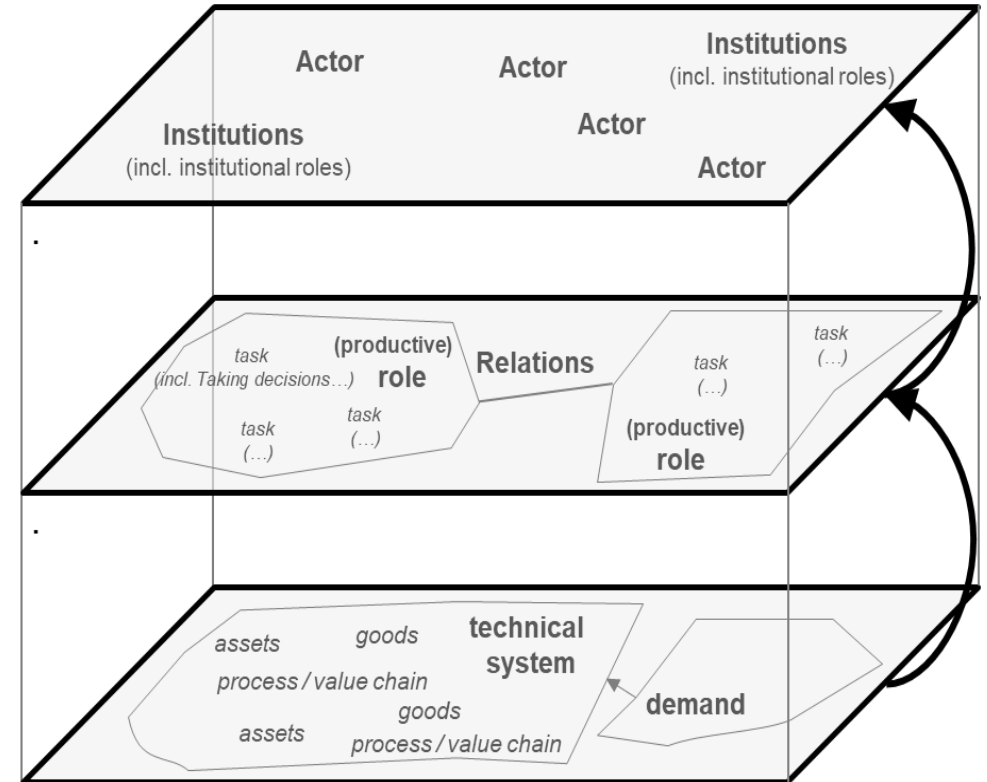 Actor
Actor
Institutions
(incl. institutional roles)
Actor
Institutions
(incl. institutional roles)
Actor
.
task
(incl. Taking decisions…)
(productive)
role
task
(…)
task
(…)
Relations
task
(…)
task
(…)
(productive)
role
.
assets
goods
technical
system
process / value chain
goods
assets
process / value chain
demand